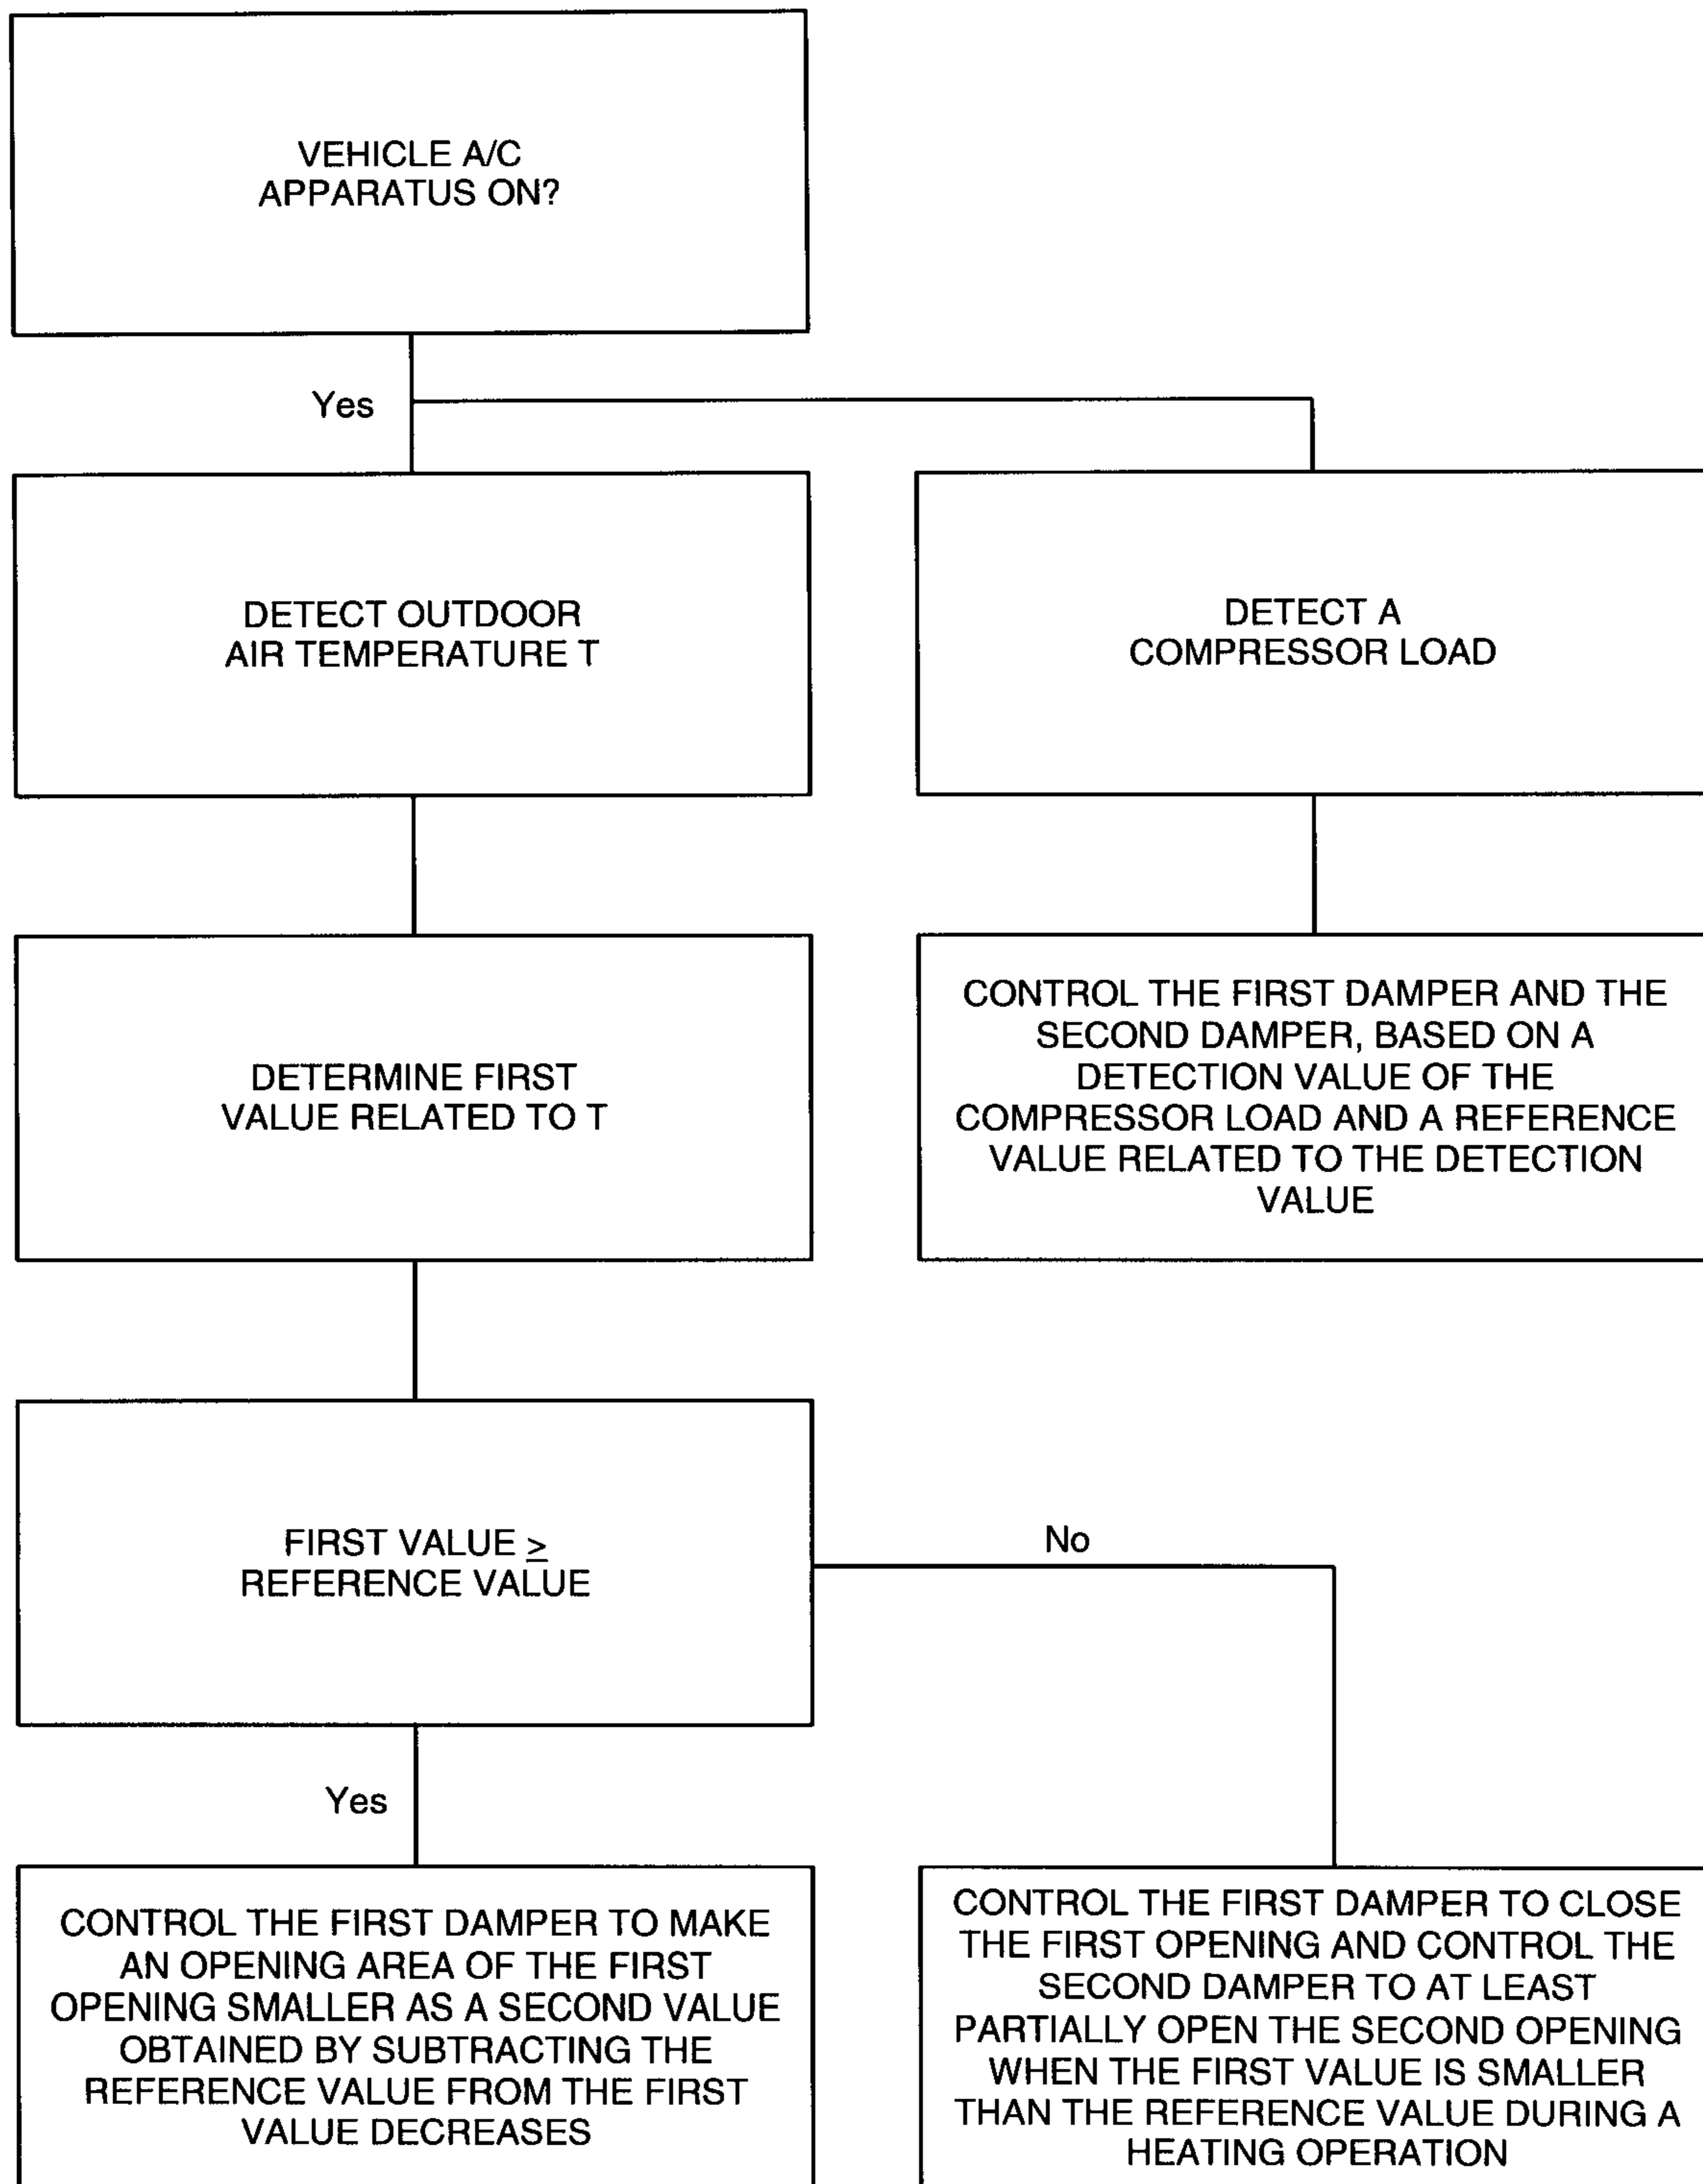 VEHICLE A/C
APPARATUS ON?
Yes
DETECT OUTDOOR
AIR TEMPERATURE T
DETECT A
COMPRESSOR LOAD
DETERMINE FIRST
VALUE RELATED TO T
CONTROL THE FIRST DAMPER AND THE
SECOND DAMPER, BASED ON A
DETECTION VALUE OF THE
COMPRESSOR LOAD AND A REFERENCE
VALUE RELATED TO THE DETECTION
VALUE
FIRST VALUE ≥
REFERENCE VALUE
No
Yes
CONTROL THE FIRST DAMPER TO MAKE
AN OPENING AREA OF THE FIRST
OPENING SMALLER AS A SECOND VALUE
OBTAINED BY SUBTRACTING THE
REFERENCE VALUE FROM THE FIRST
VALUE DECREASES
CONTROL THE FIRST DAMPER TO CLOSE
THE FIRST OPENING AND CONTROL THE
SECOND DAMPER TO AT LEAST
PARTIALLY OPEN THE SECOND OPENING
WHEN THE FIRST VALUE IS SMALLER
THAN THE REFERENCE VALUE DURING A
HEATING OPERATION